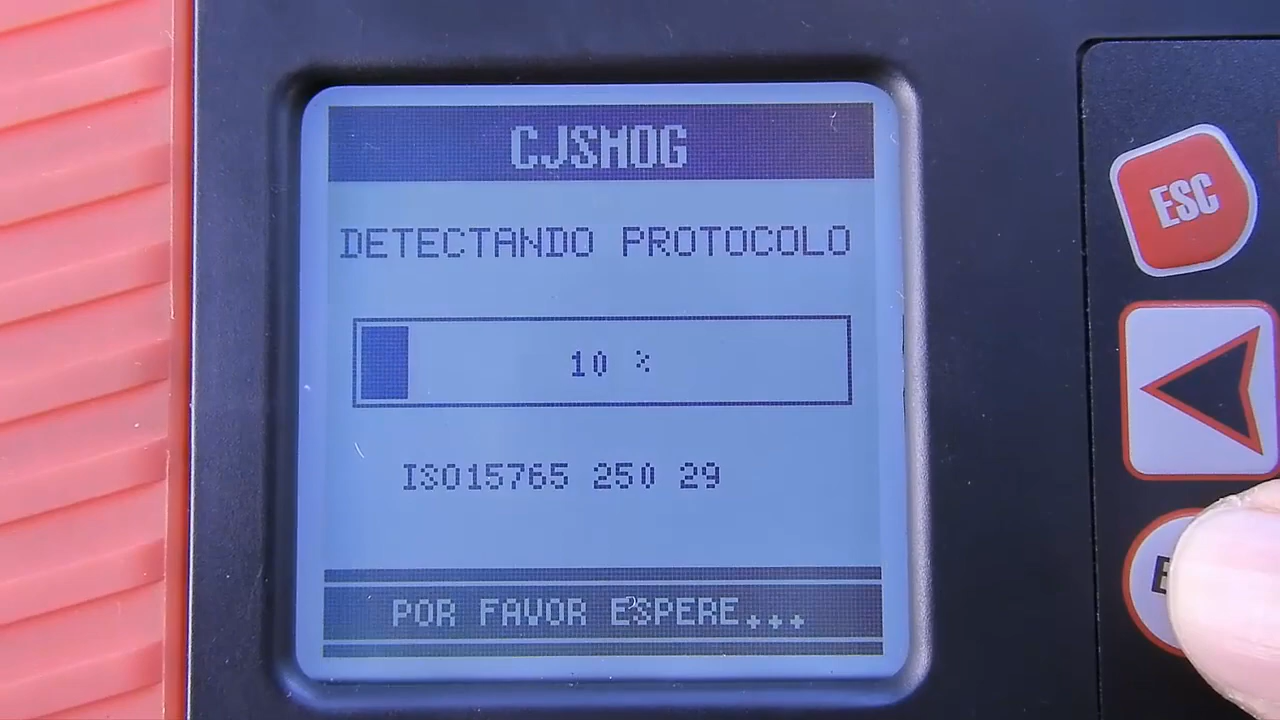 CJSMOG
DETECTANDO PROTOCOLO
10 %
ISO15765 250 29
POR FAVOR ESPERE...
ESC